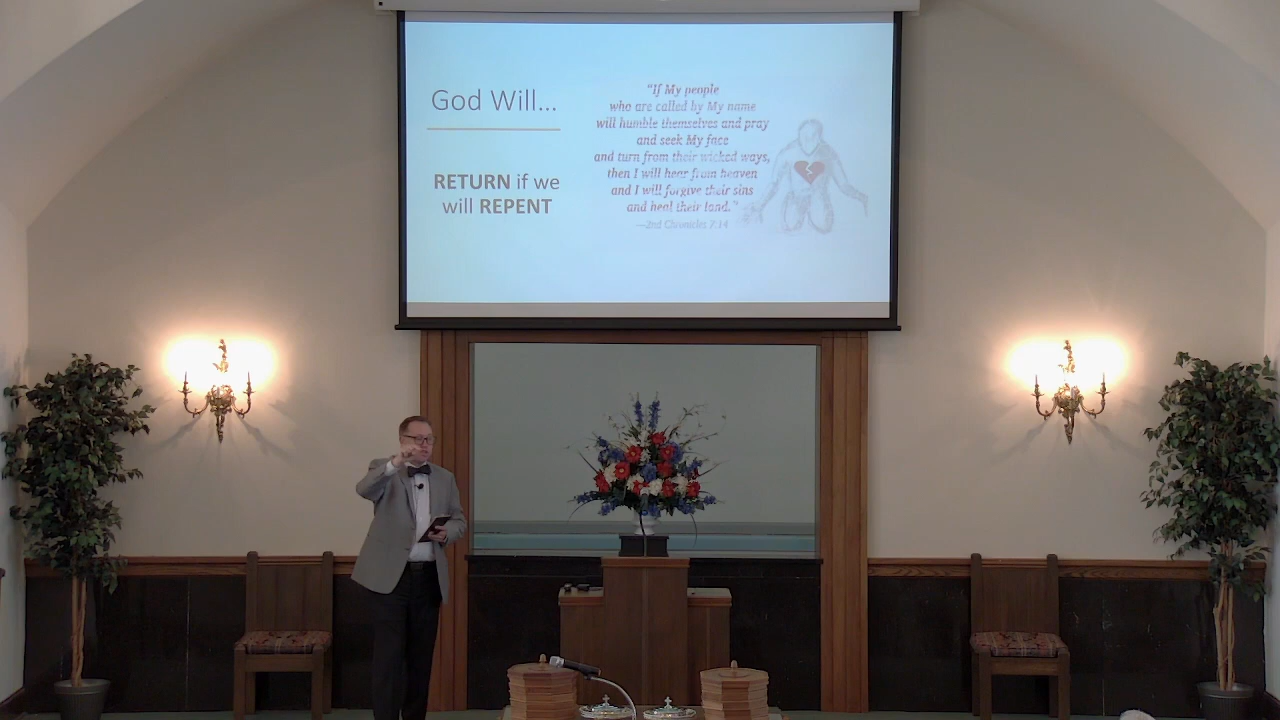 God Will...
RETURN if we
will REPENT
"If My people
who are called by My name
will humble themselves and pray
and seek My face
and turn from their wicked ways,
then I will hear from heaven
and I will forgive their sins
and heal their land."
—2nd Chronicles 7:14